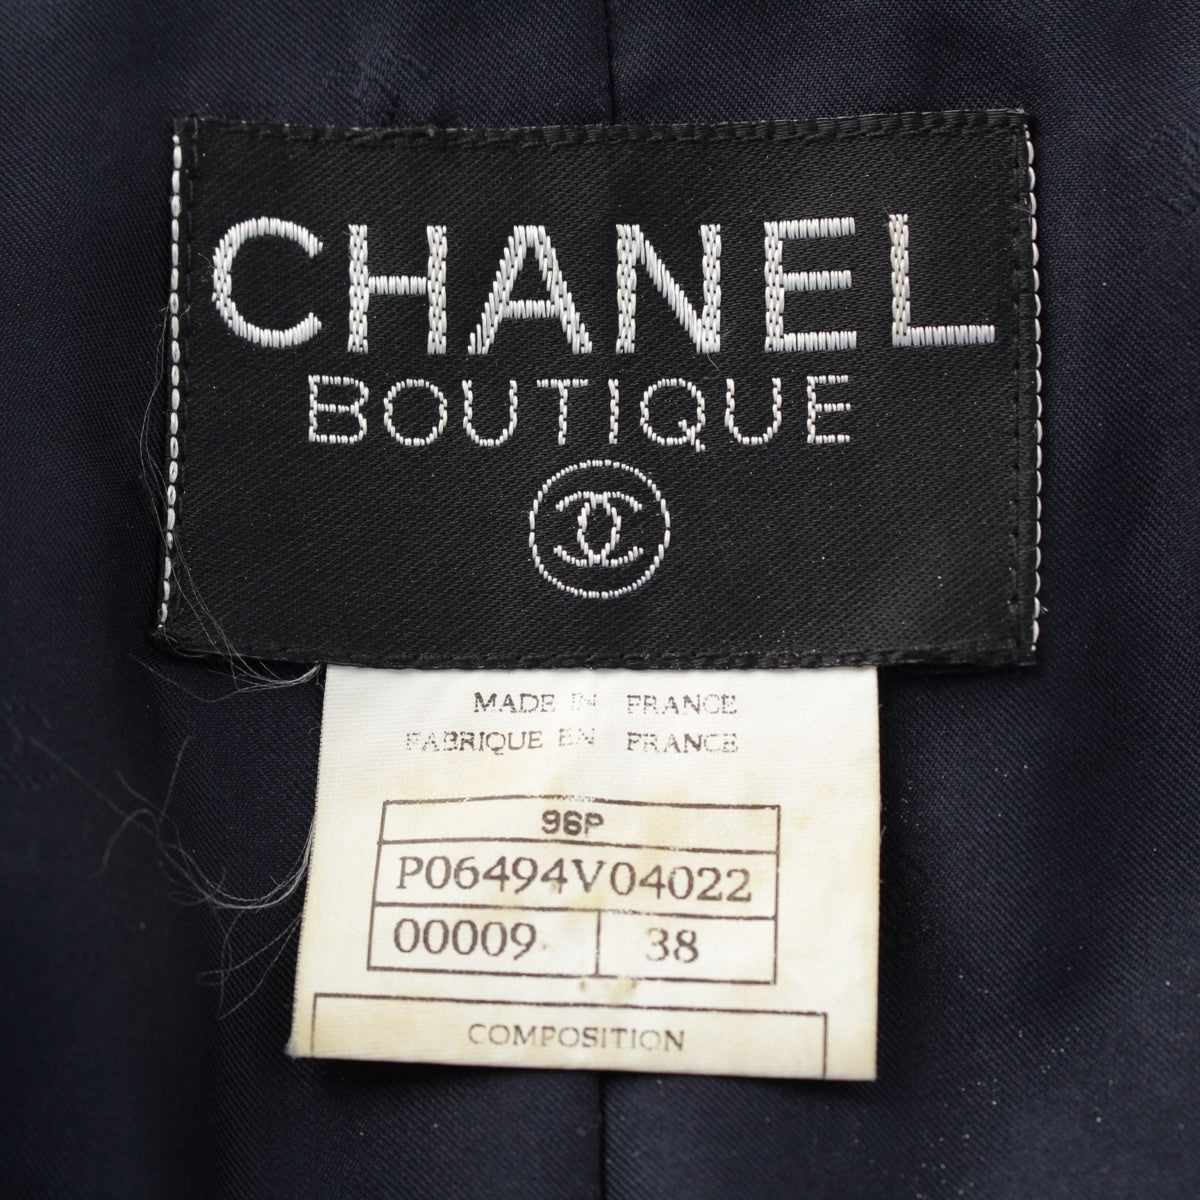 CHANEL
BOUTIQUE
MADE IN FRANCE
FABRIQUE EN FRANCE
96P
P06494V04022
00009 38
COMPOSITION